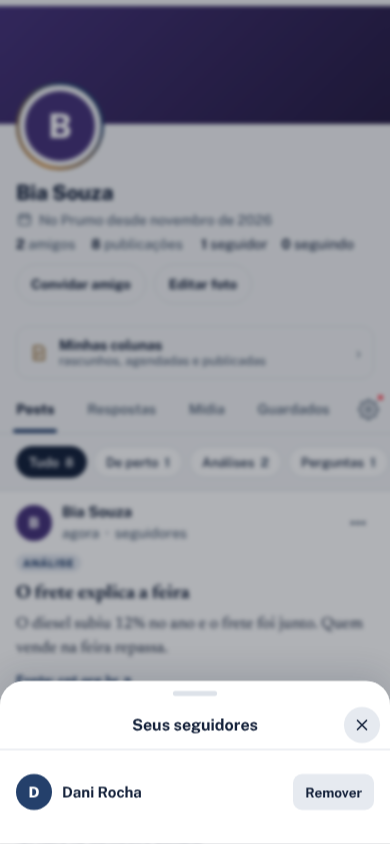 B
Bia Souza
No Prumo desde novembro de 2026
2 amigos 8 publicações 1 seguidor 0 seguindo
Convidar amigo Editar foto
Minhas colunas
rascunhos, agendadas e publicadas
Posts Respostas Mídia Guardados
Tudo 8 De perto 1 Análises 2 Perguntas 1
B Bia Souza
agora · seguidores
ANÁLISE
O frete explica a feira
O diesel subiu 12% no ano e o frete foi junto. Quem
vende na feira repassa.
Seus seguidores
D Dani Rocha Remover